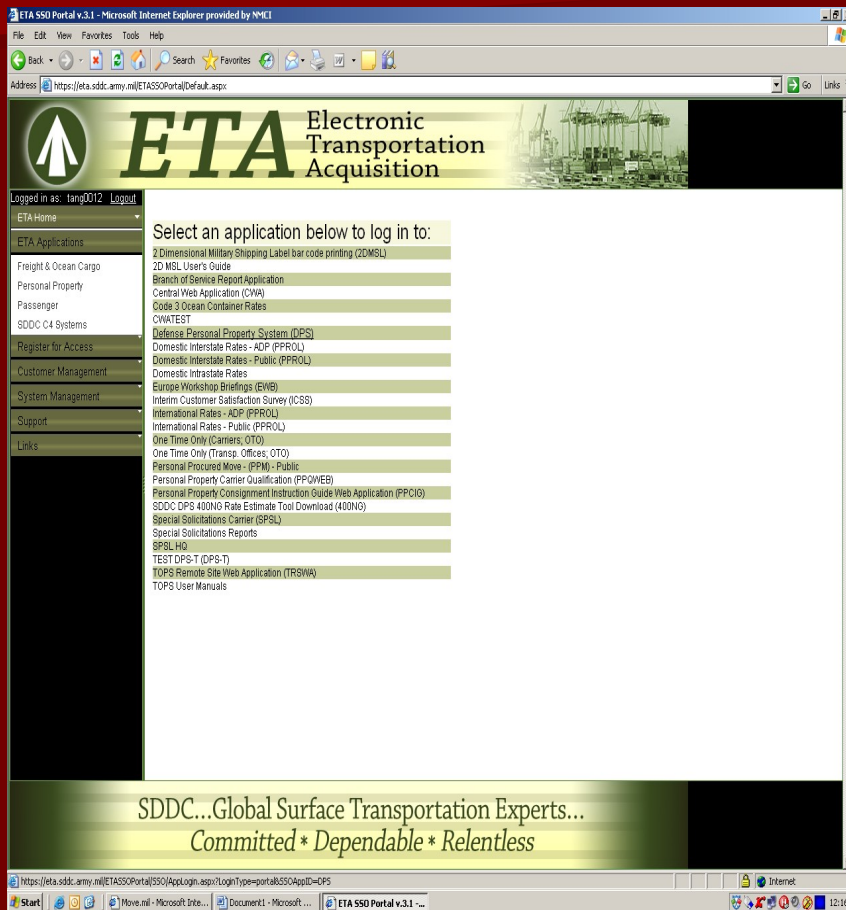 ETA SSO Portal v.3.1 - Microsoft Internet Explorer provided by NMCI
File Edit View Favorites Tools Help
Back Search Favorites
Address https://eta.sddc.army.mil/ETASSOPortal/Default.aspx Go Links
ETA Electronic
Transportation
Acquisition
Logged in as: tang0012 Logout
ETA Home
ETA Applications
Freight & Ocean Cargo
Personal Property
Passenger
SDDC C4 Systems
Register for Access
Customer Management
System Management
Support
Links
Select an application below to log in to:
2 Dimensional Military Shipping Label bar code printing (2DMSL)
2D MSL User's Guide
Branch of Service Report Application
Central Web Application (CWA)
Code 3 Ocean Container Rates
CWATEST
Defense Personal Property System (DPS)
Domestic Interstate Rates - ADP (PPROL)
Domestic Interstate Rates - Public (PPROL)
Domestic Intrastate Rates
Europe Workshop Briefings (EWB)
Interim Customer Satisfaction Survey (ICSS)
International Rates - ADP (PPROL)
International Rates - Public (PPROL)
One Time Only (Carriers; OTO)
One Time Only (Transp. Offices; OTO)
Personal Procured Move - (PPM) - Public
Personal Property Carrier Qualification (PPQWEB)
Personal Property Consignment Instruction Guide Web Application (PPCIG)
SDDC DPS 400NG Rate Estimate Tool Download (400NG)
Special Solicitations Carrier (SPSL)
Special Solicitations Reports
SPSL HQ
TEST DPS-T (DPS-T)
TOPS Remote Site Web Application (TRSWA)
TOPS User Manuals
SDDC...Global Surface Transportation Experts...
Committed * Dependable * Relentless
https://eta.sddc.army.mil/ETASSOPortal/SSO/AppLogin.aspx?LoginType=portal&SSOAppID=DPS Internet
Start Move.mil - Microsoft Inte... Document1 - Microsoft ... ETA SSO Portal v.3.1 -... 12:16